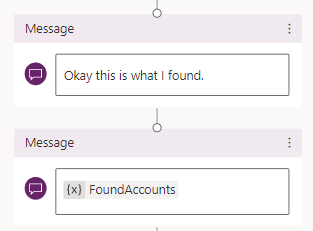 Message
Okay this is what I found.
Message
{x} FoundAccounts